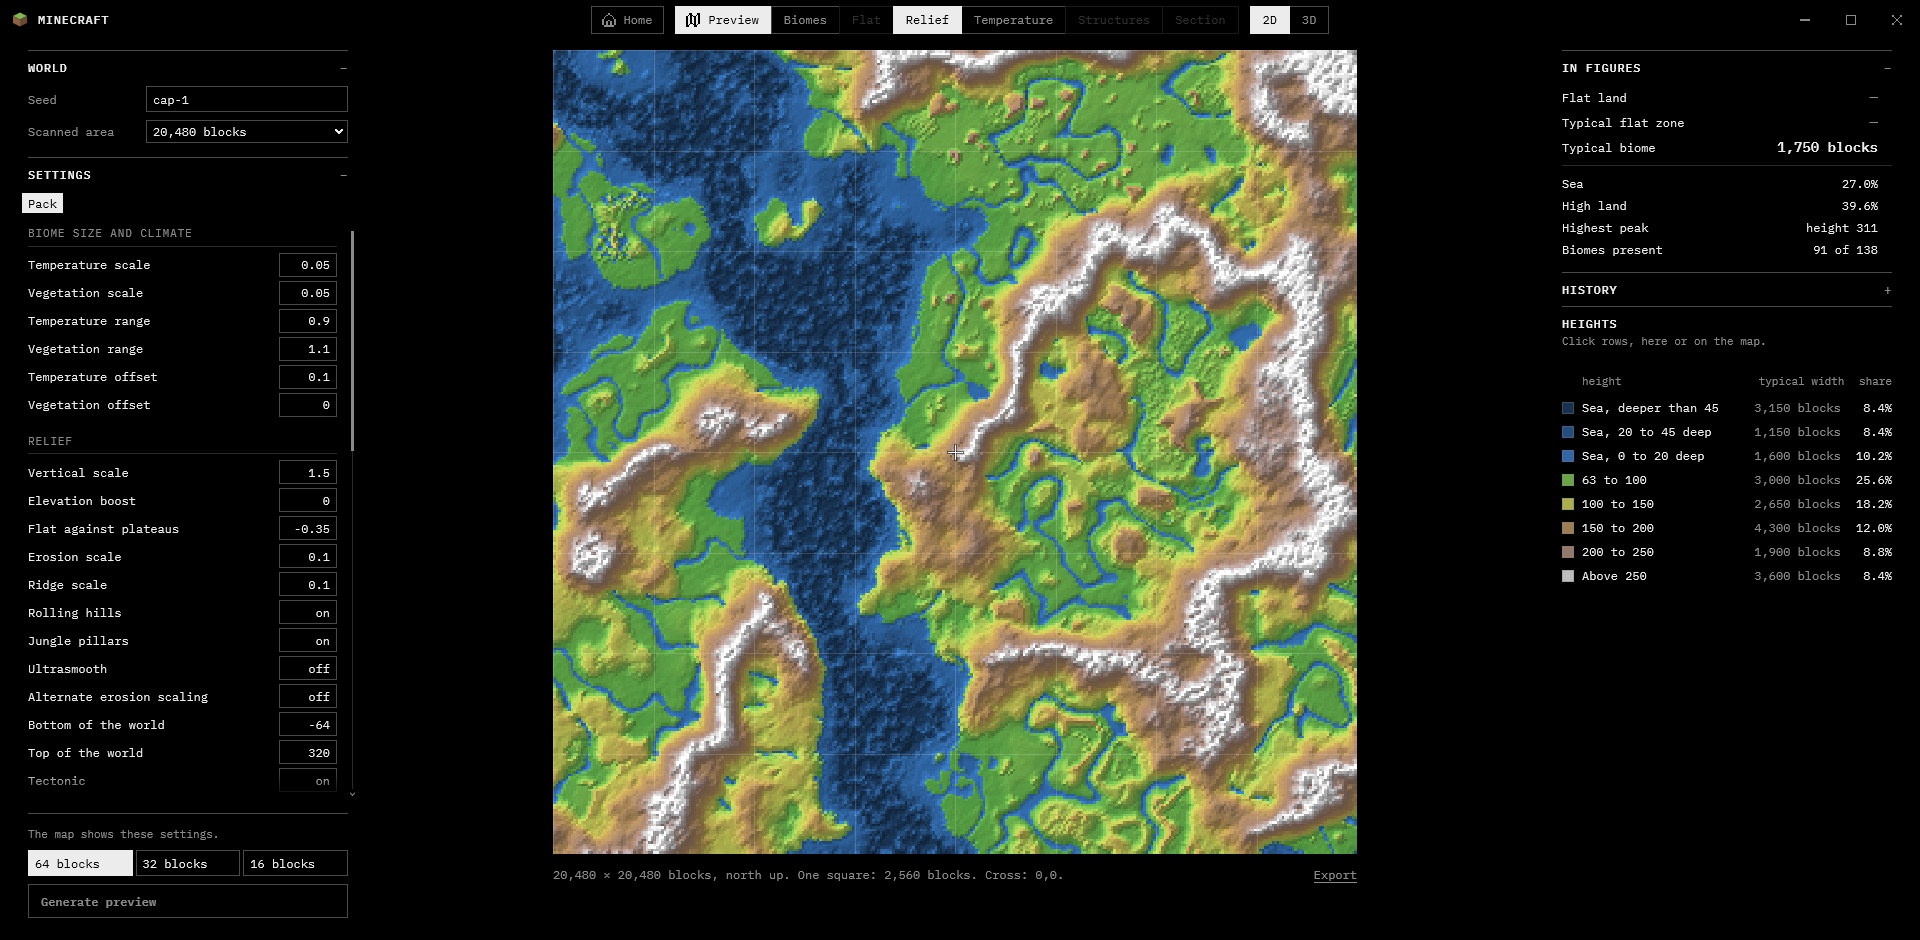 MINECRAFT
Home
Preview Biomes Flat Relief Temperature Structures Section
2D 3D
WORLD
Seed cap-1
Scanned area 20,480 blocks
SETTINGS
Pack
BIOME SIZE AND CLIMATE
Temperature scale 0.05
Vegetation scale 0.05
Temperature range 0.9
Vegetation range 1.1
Temperature offset 0.1
Vegetation offset 0
RELIEF
Vertical scale 1.5
Elevation boost 0
Flat against plateaus -0.35
Erosion scale 0.1
Ridge scale 0.1
Rolling hills on
Jungle pillars on
Ultrasmooth off
Alternate erosion scaling off
Bottom of the world -64
Top of the world 320
Tectonic on
The map shows these settings.
64 blocks 32 blocks 16 blocks
Generate preview
20,480 × 20,480 blocks, north up. One square: 2,560 blocks. Cross: 0,0.
Export
IN FIGURES
Flat land —
Typical flat zone —
Typical biome 1,750 blocks
Sea 27.0%
High land 39.6%
Highest peak height 311
Biomes present 91 of 138
HISTORY
HEIGHTS
Click rows, here or on the map.
height typical width share
Sea, deeper than 45 3,150 blocks 8.4%
Sea, 20 to 45 deep 1,150 blocks 8.4%
Sea, 0 to 20 deep 1,600 blocks 10.2%
63 to 100 3,000 blocks 25.6%
100 to 150 2,650 blocks 18.2%
150 to 200 4,300 blocks 12.0%
200 to 250 1,900 blocks 8.8%
Above 250 3,600 blocks 8.4%